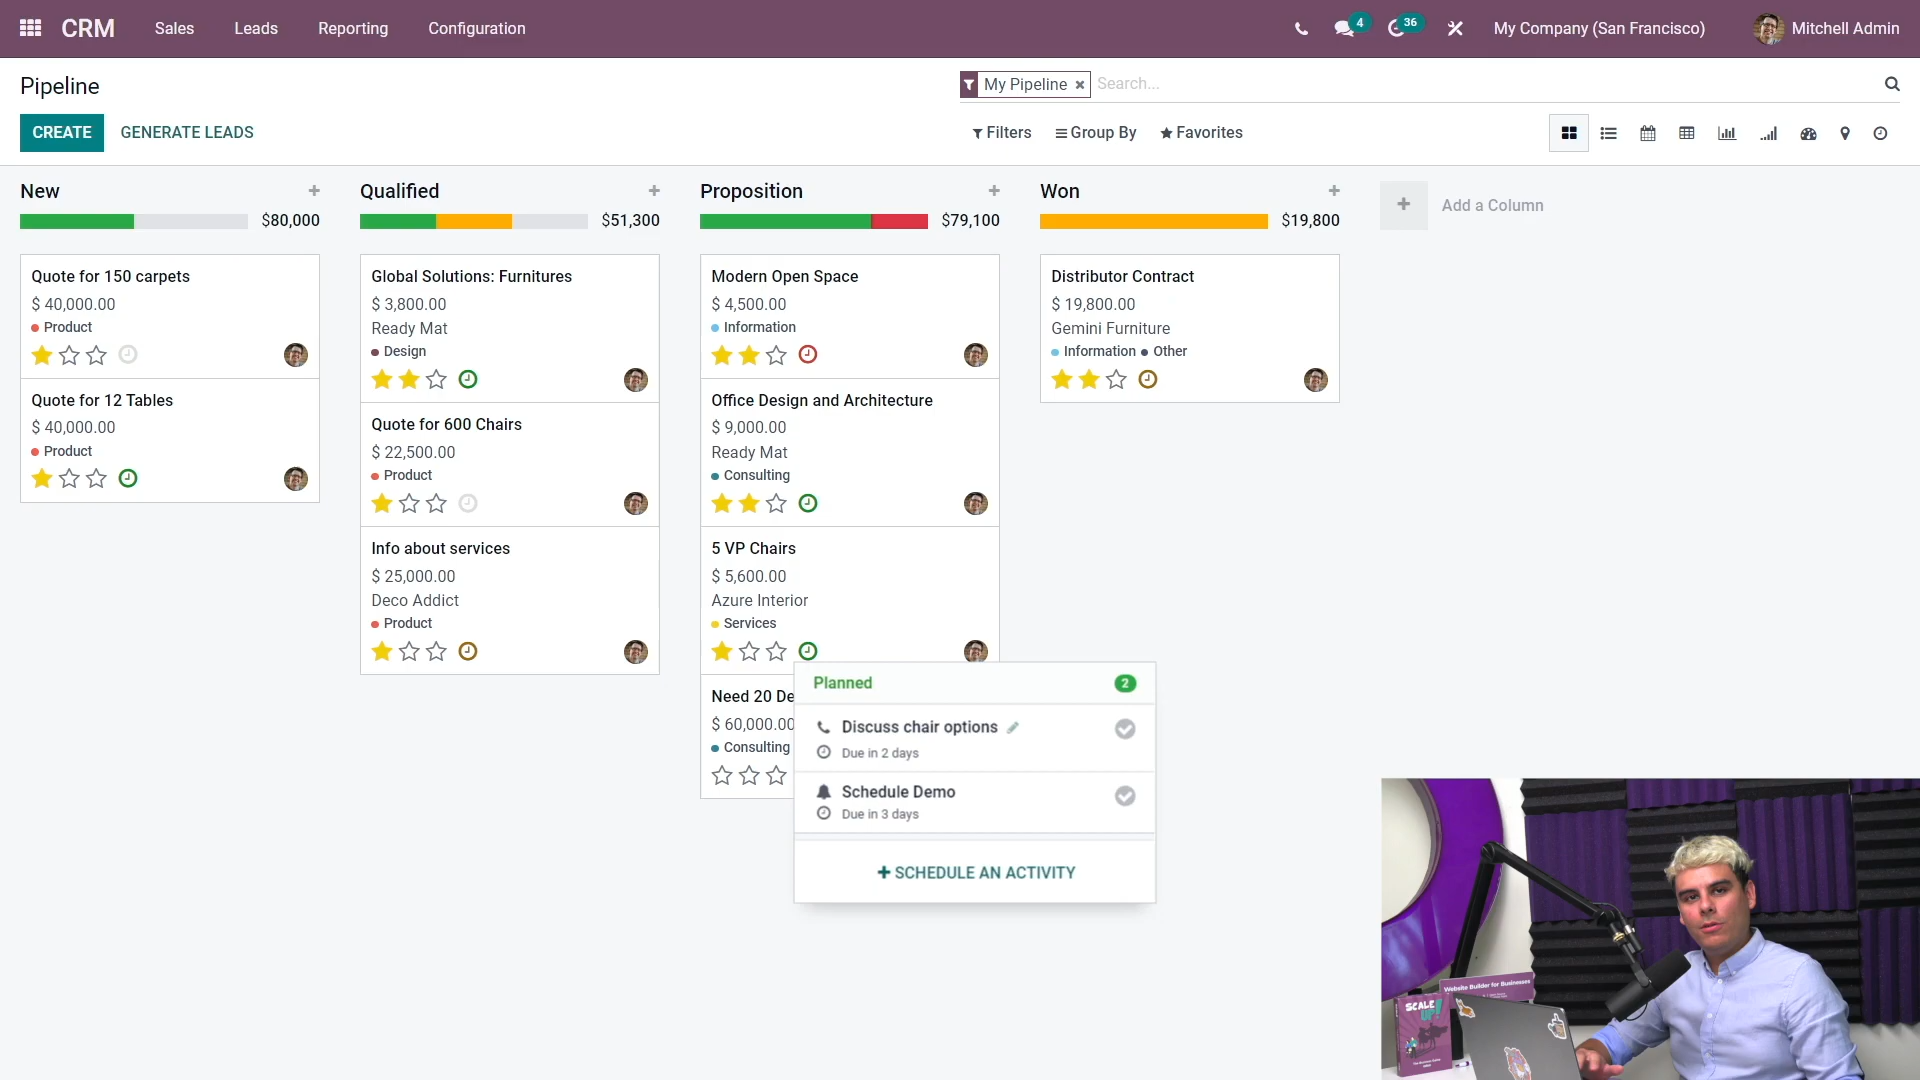 CRM Sales Leads Reporting Configuration 4 36 My Company (San Francisco) Mitchell Admin
Pipeline
My Pipeline × Search...
CREATE GENERATE LEADS
Filters Group By Favorites
New +
$80,000
Quote for 150 carpets
$ 40,000.00
Product
Quote for 12 Tables
$ 40,000.00
Product
Qualified +
$51,300
Global Solutions: Furnitures
$ 3,800.00
Ready Mat
Design
Quote for 600 Chairs
$ 22,500.00
Product
Info about services
$ 25,000.00
Deco Addict
Product
Proposition +
$79,100
Modern Open Space
$ 4,500.00
Information
Office Design and Architecture
$ 9,000.00
Ready Mat
Consulting
5 VP Chairs
$ 5,600.00
Azure Interior
Services
Need 20 De
$ 60,000.00
Consulting
Planned 2
Discuss chair options
Due in 2 days
Schedule Demo
Due in 3 days
+ SCHEDULE AN ACTIVITY
Won +
$19,800
Distributor Contract
$ 19,800.00
Gemini Furniture
Information Other
+ Add a Column
Website Builder for Businesses
SCALE
UP!